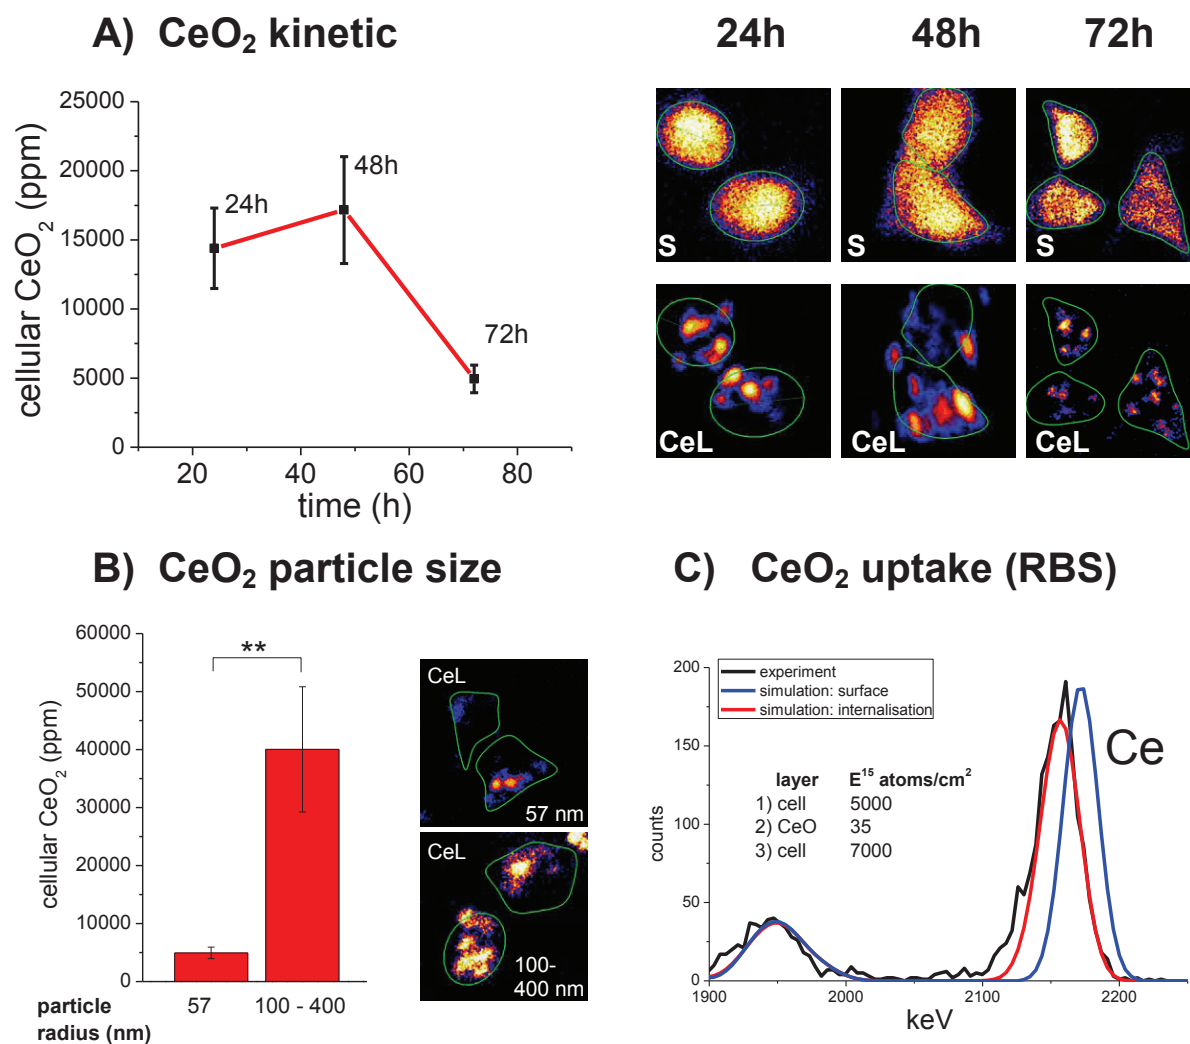 A) CeO₂ kinetic
24h 48h 72h
cellular CeO₂ (ppm)
25000
20000
15000
10000
5000
0
24h
48h
72h
20 40 60 80
time (h)
S S S
CeL CeL CeL
B) CeO₂ particle size
cellular CeO₂ (ppm)
60000
50000
40000
30000
20000
10000
0
**
particle
radius (nm)
57 100 - 400
CeL
57 nm
CeL
100-
400 nm
C) CeO₂ uptake (RBS)
counts
200
150
100
50
0
experiment
simulation: surface
simulation: internalisation
Ce
layer E¹⁵ atoms/cm²
1) cell 5000
2) CeO 35
3) cell 7000
1900 2000 2100 2200
keV